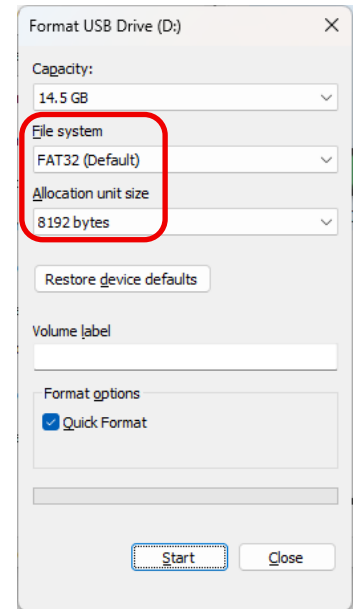 Format USB Drive (D:)
Capacity:
14.5 GB
File system
FAT32 (Default)
Allocation unit size
8192 bytes
Restore device defaults
Volume label
Format options
Quick Format
Start
Close